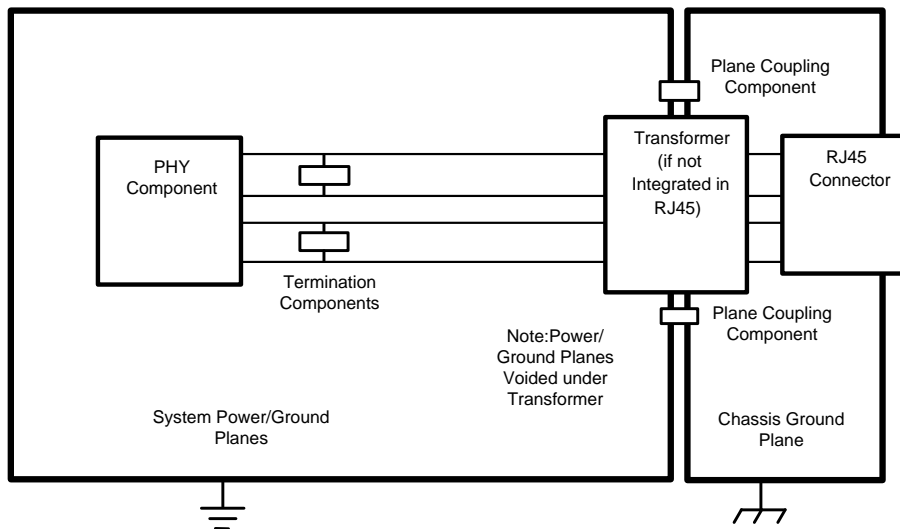 Plane Coupling
Component
PHY
Component
Transformer
(if not
Integrated in
RJ45)
RJ45
Connector
Termination
Components
Plane Coupling
Component
Note:Power/
Ground Planes
Voided under
Transformer
System Power/Ground
Planes
Chassis Ground
Plane